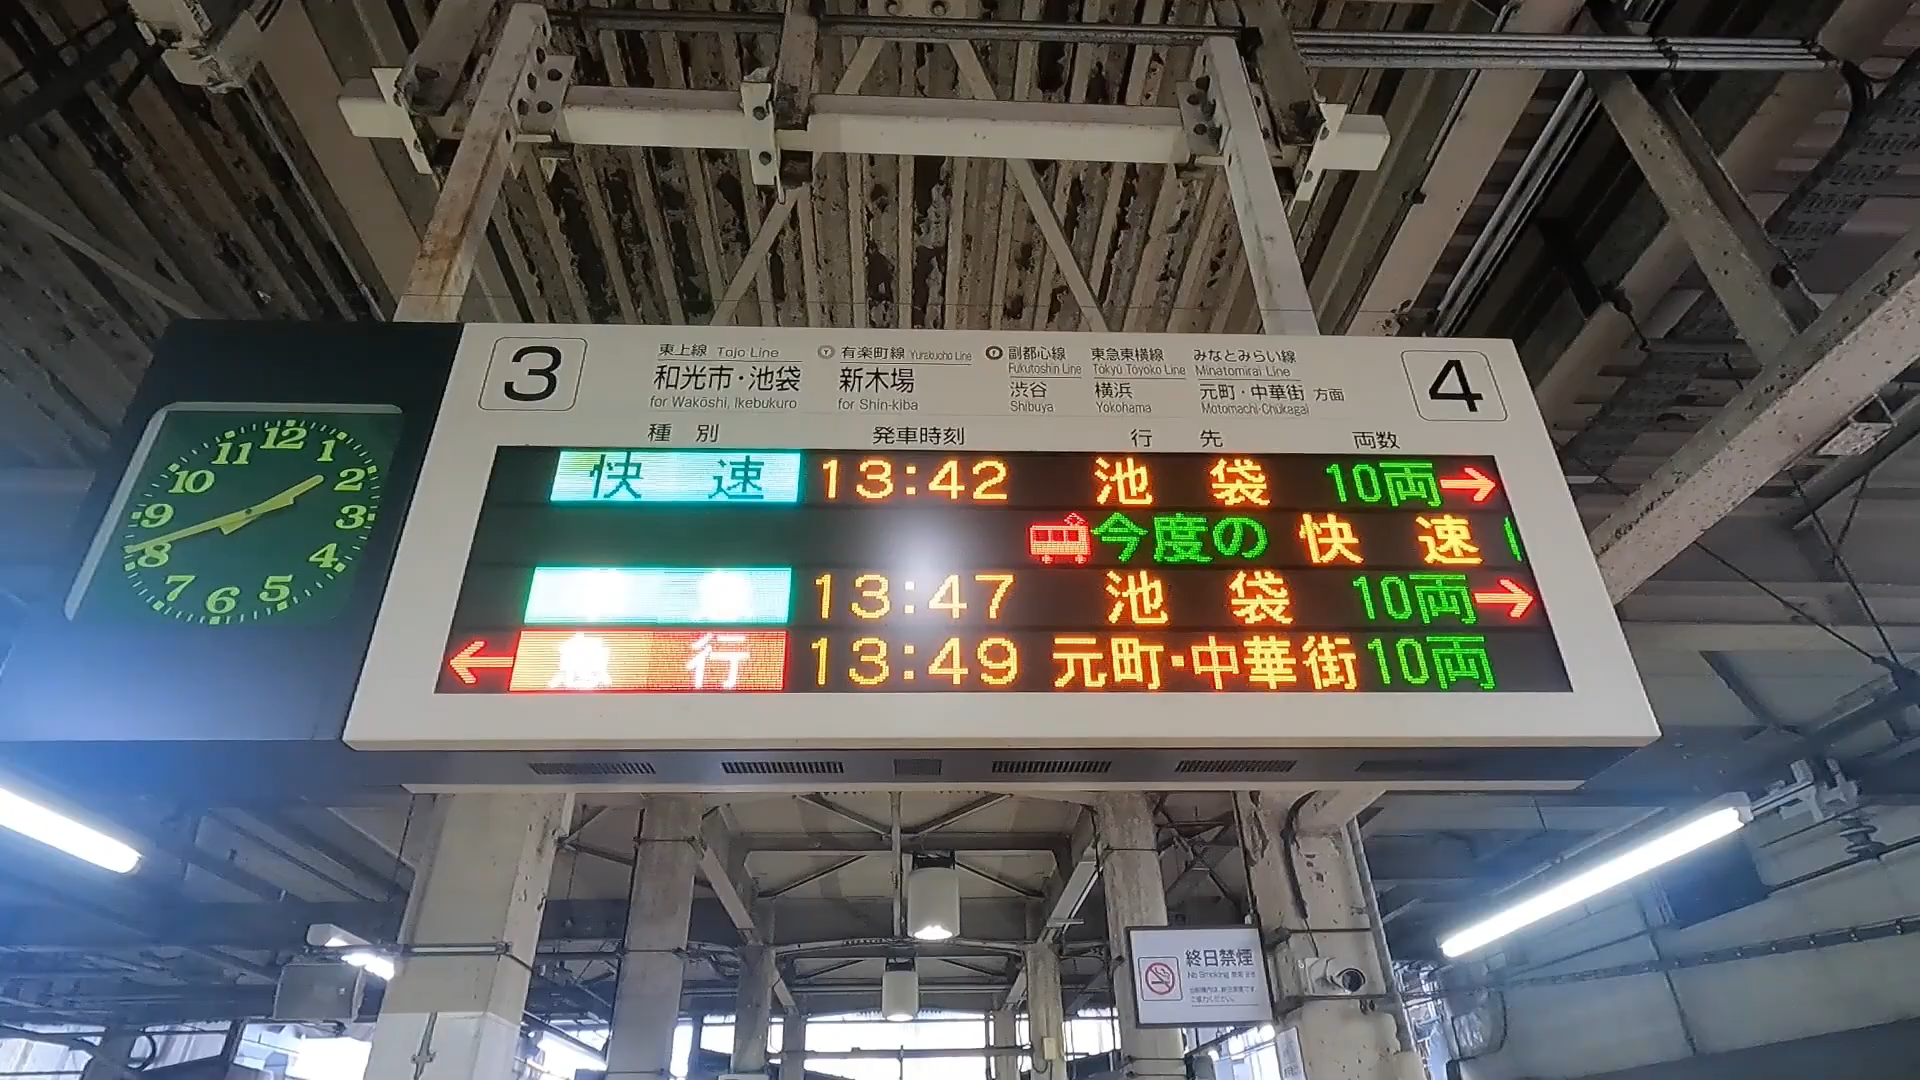 3
東上線 Tojo Line
和光市・池袋
for Wakōshi, Ikebukuro
Y 有楽町線 Yurakucho Line
新木場
for Shin-kiba
副都心線
Fukutoshin Line
渋谷
Shibuya
東急東横線
Tōkyū Tōyoko Line
横浜
Yokohama
みなとみらい線
Minatomirai Line
元町・中華街 方面
Motomachi-Chūkagai
4
種別 発車時刻 行先 両数
快速 13:42 池袋 10両→
今度の 快速
13:47 池袋 10両→
←急行 13:49 元町・中華街 10両
12
1
2
3
4
5
6
7
8
9
10
11
終日禁煙
No Smoking